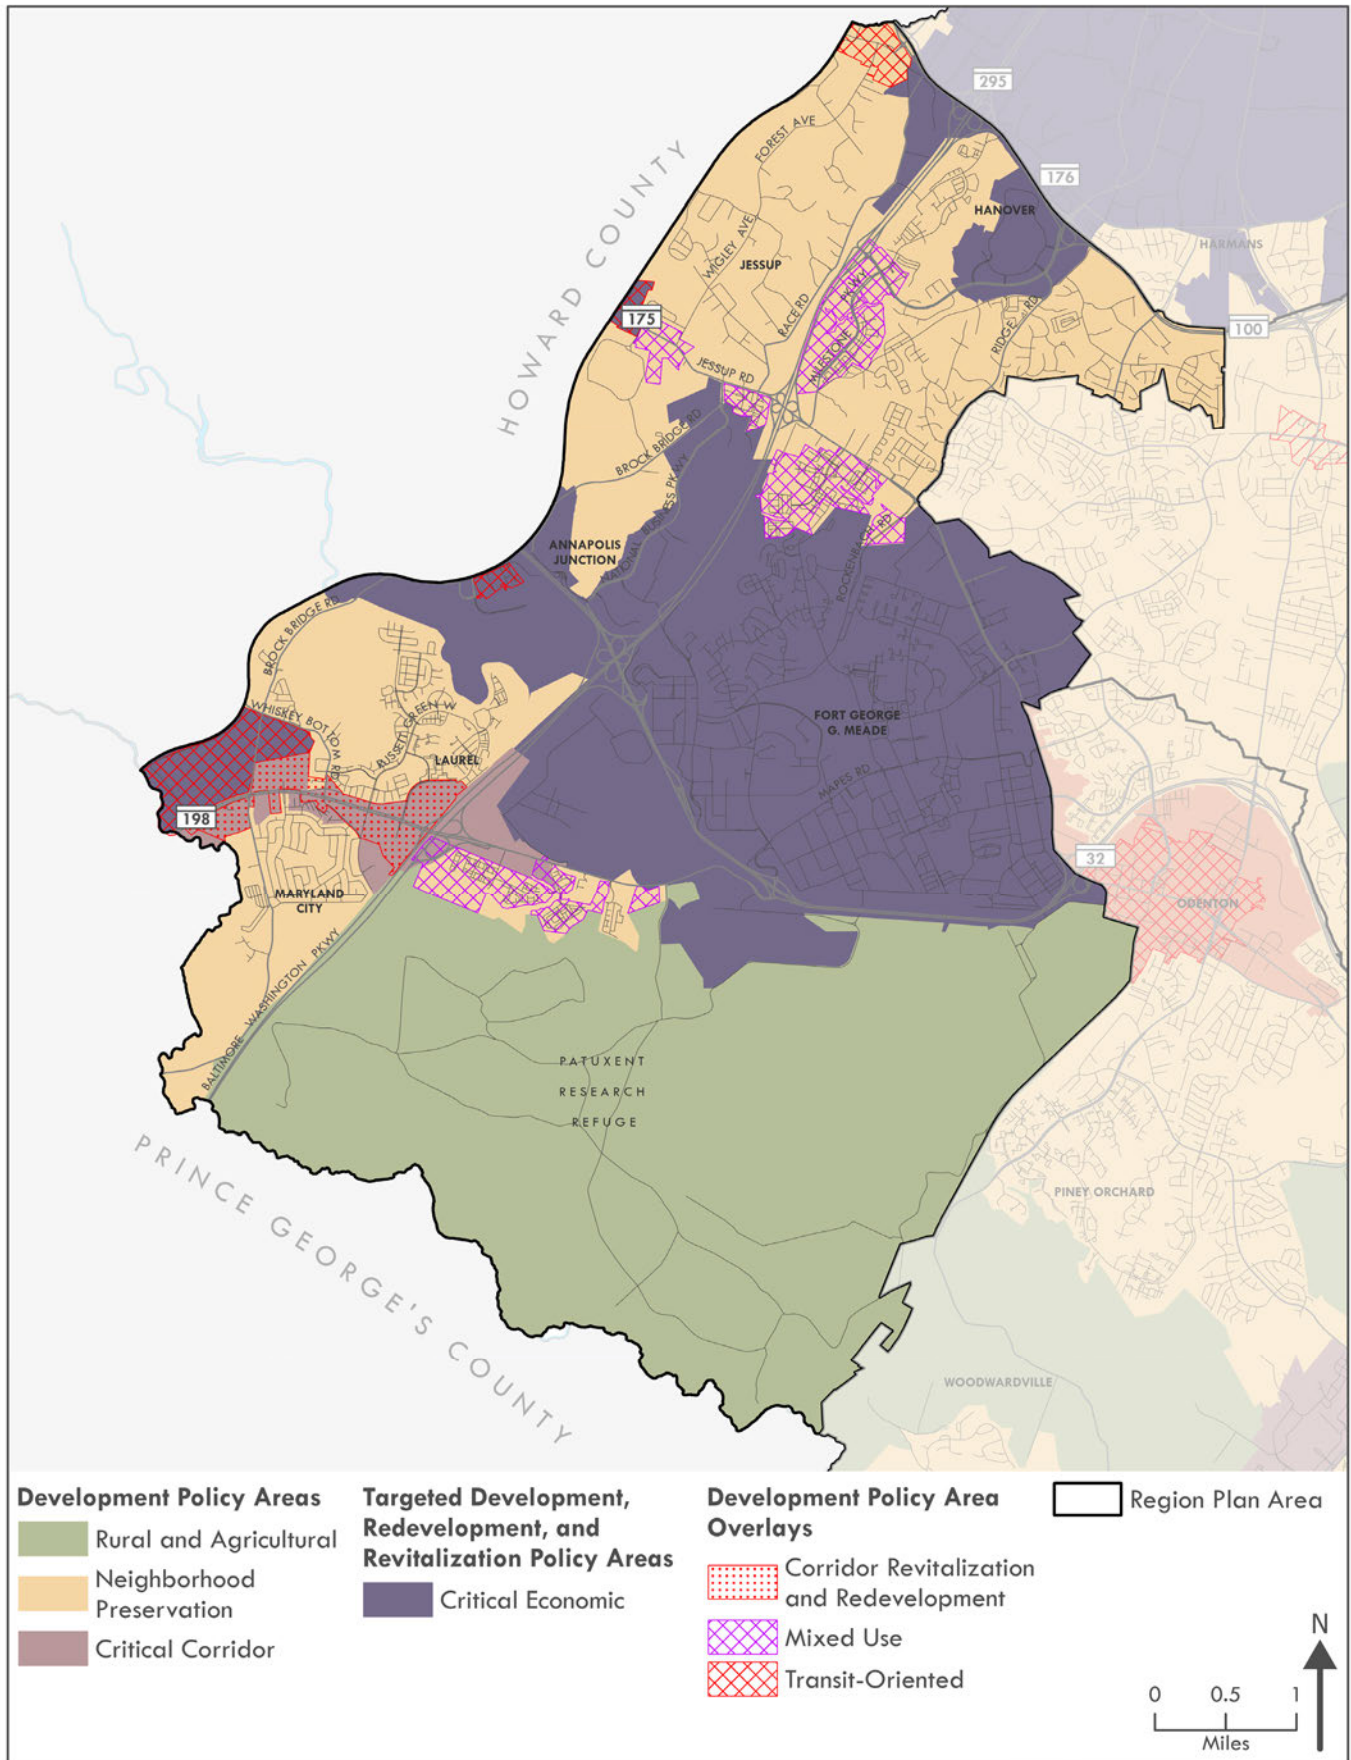 295
FOREST AVE
176
HANOVER
HOWARD COUNTY
WIGLEY AVE
HARMANS
JESSUP
PKWY
175
RACE RD
100
MILESTONE
RIDGE RD
JESSUP RD
BROCK BRIDGE RD
NATIONAL BUSINESS PKWY
ROCKENBACH RD
ANNAPOLIS
JUNCTION
BROCK BRIDGE RD
WHISKEY BOTTOM RD
RUSSETT GREEN W
FORT GEORGE
G. MEADE
LAUREL
MAPES RD
198
32
MARYLAND
CITY
ODENTON
BALTIMORE WASHINGTON PKWY
PATUXENT
RESEARCH
REFUGE
PRINCE GEORGE'S COUNTY
PINEY ORCHARD
WOODWARDVILLE
Development Policy Areas
Rural and Agricultural
Neighborhood
Preservation
Critical Corridor
Targeted Development,
Redevelopment, and
Revitalization Policy Areas
Critical Economic
Development Policy Area
Overlays
Corridor Revitalization
and Redevelopment
Mixed Use
Transit-Oriented
Region Plan Area
N
0 0.5 1
Miles